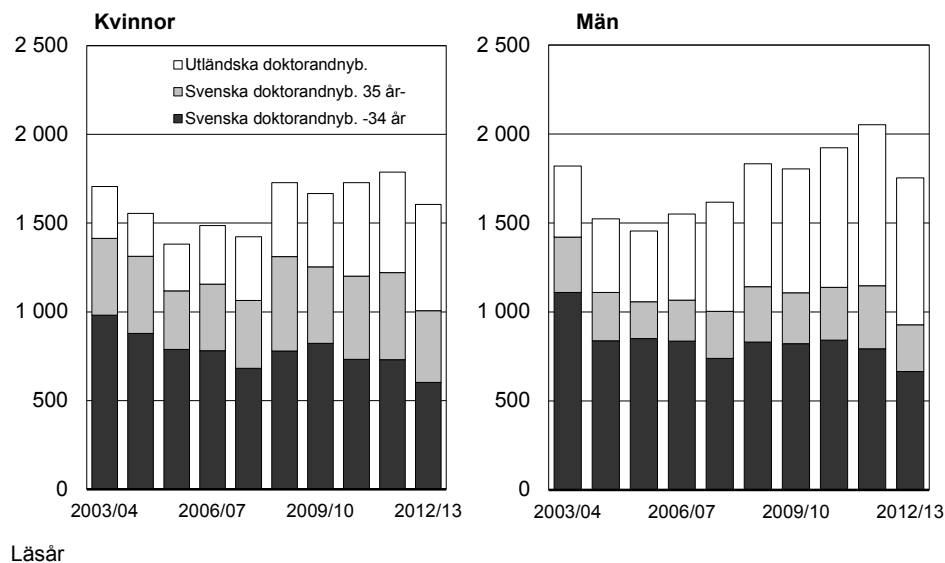 Kvinnor
2 500
2 000
1 500
1 000
500
0
Utländska doktorandnyb.
Svenska doktorandnyb. 35 år-
Svenska doktorandnyb. -34 år
2003/04 2006/07 2009/10 2012/13
Män
2 500
2 000
1 500
1 000
500
0
2003/04 2006/07 2009/10 2012/13
Läsår